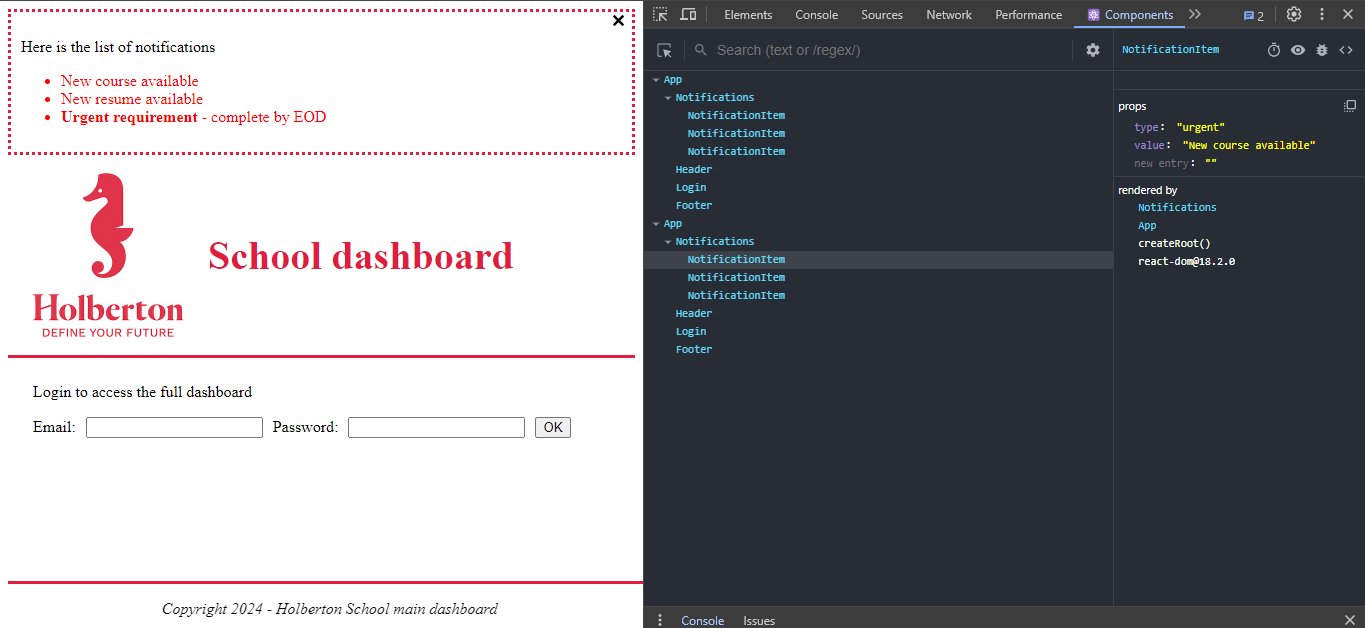 Here is the list of notifications
New course available
New resume available
Urgent requirement - complete by EOD
School dashboard
Holberton
DEFINE YOUR FUTURE
Login to access the full dashboard
Email: Password: OK
Copyright 2024 - Holberton School main dashboard
Elements Console Sources Network Performance Components 2
Search (text or /regex/)
App
Notifications
NotificationItem
NotificationItem
NotificationItem
Header
Login
Footer
App
Notifications
NotificationItem
NotificationItem
NotificationItem
Header
Login
Footer
NotificationItem
props
type: "urgent"
value: "New course available"
new entry: ""
rendered by
Notifications
App
createRoot()
react-dom@18.2.0
Console Issues